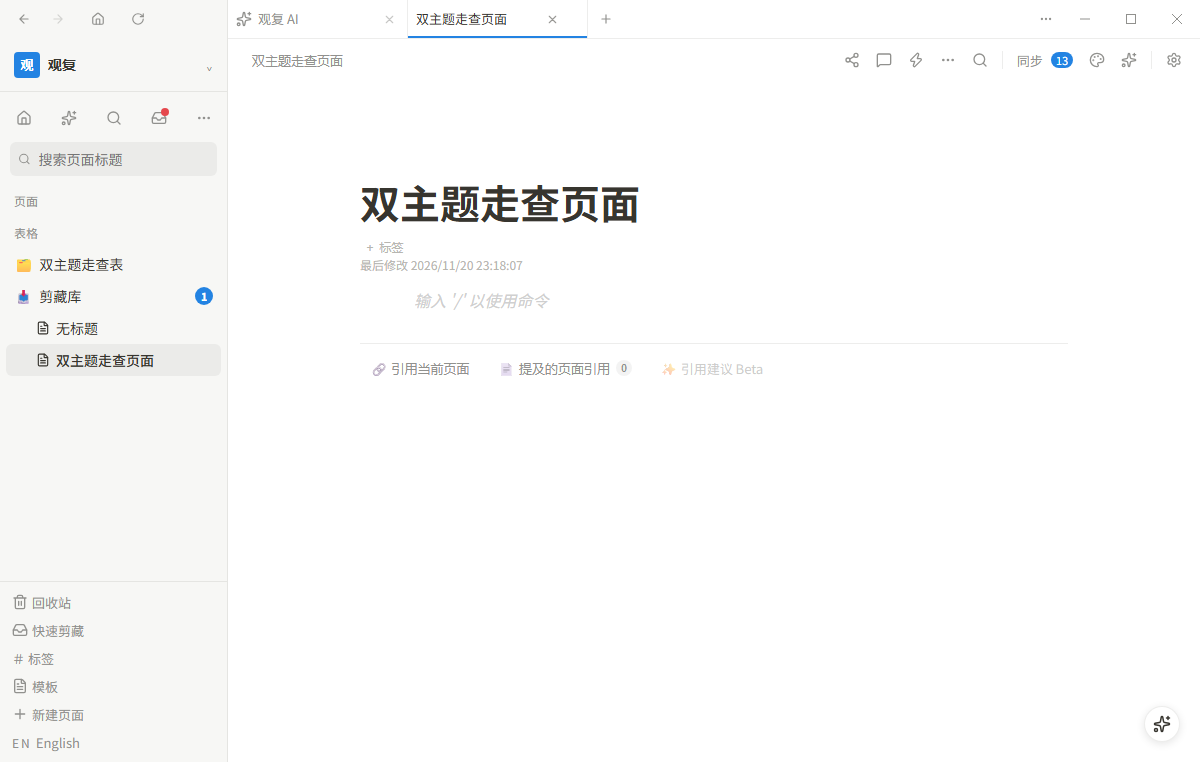 观复 AI
双主题走查页面
观 观复
双主题走查页面
同步 13
搜索页面标题
页面
表格
双主题走查表
剪藏库 1
无标题
双主题走查页面
双主题走查页面
+ 标签
最后修改 2026/11/20 23:18:07
输入 '/' 以使用命令
引用当前页面
提及的页面引用 0
引用建议 Beta
回收站
快速剪藏
# 标签
模板
新建页面
EN English